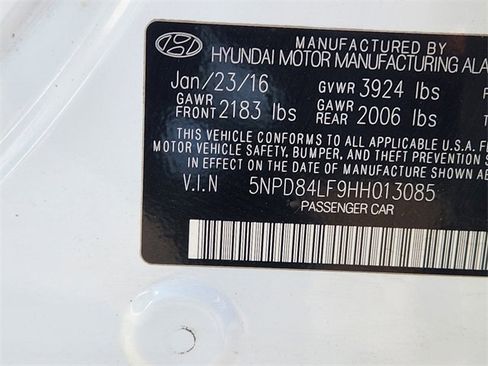 MANUFACTURED BY
HYUNDAI MOTOR MANUFACTURING ALA
Jan/23/16 GVWR 3924 lbs
GAWR FRONT 2183 lbs GAWR REAR 2006 lbs
THIS VEHICLE CONFORMS TO ALL APPLICABLE U.S.A. F
MOTOR VEHICLE SAFETY, BUMPER, AND THEFT PREVE
IN EFFECT ON THE DATE OF MANUFACTURE SHOWN A
V.I.N 5NPD84LF9HH013085
PASSENGER CAR